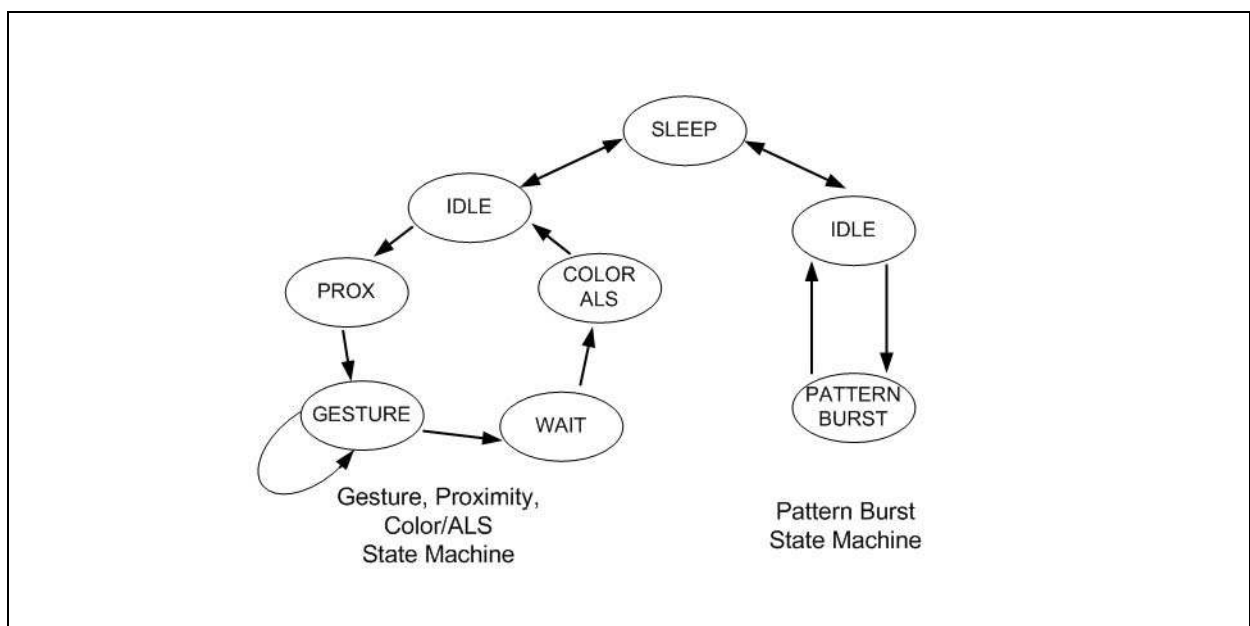 SLEEP
IDLE
IDLE
PROX
COLOR
ALS
GESTURE
WAIT
PATTERN
BURST
Gesture, Proximity,
Color/ALS
State Machine
Pattern Burst
State Machine